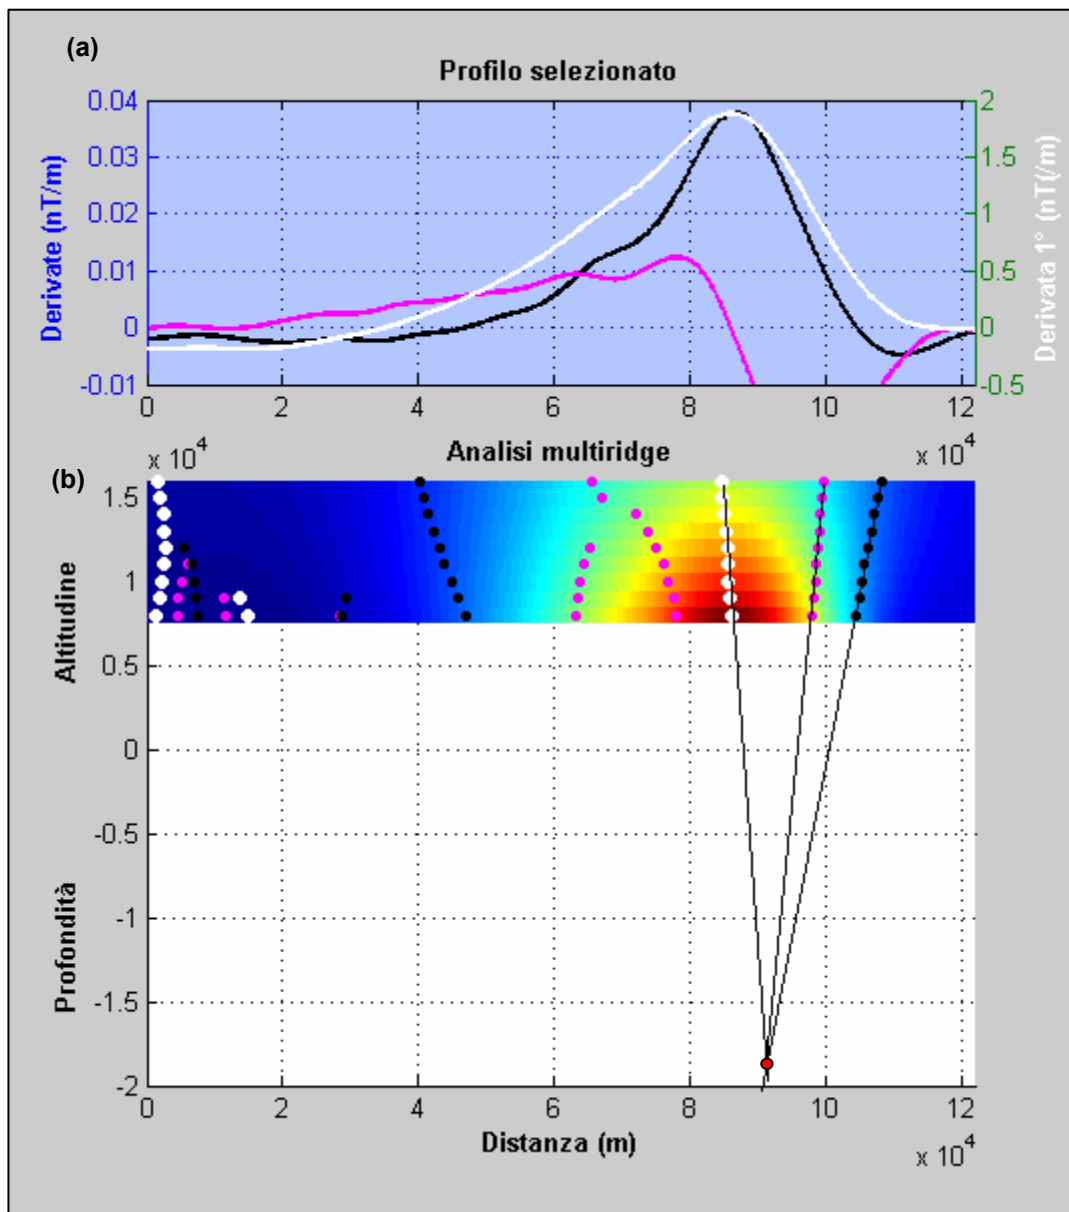 (a)
Profilo selezionato
Derivate (nT/m)
0.04
0.03
0.02
0.01
0
-0.01
2
1.5
1
0.5
0
-0.5
Derivata 1° (nT(/m)
0 2 4 6 8 10 12
x 10^4
x 10^4
Analisi multiridge
(b)
Altitudine
Profondità
1.5
1
0.5
0
-0.5
-1
-1.5
-2
0 2 4 6 8 10 12
Distanza (m)
x 10^4